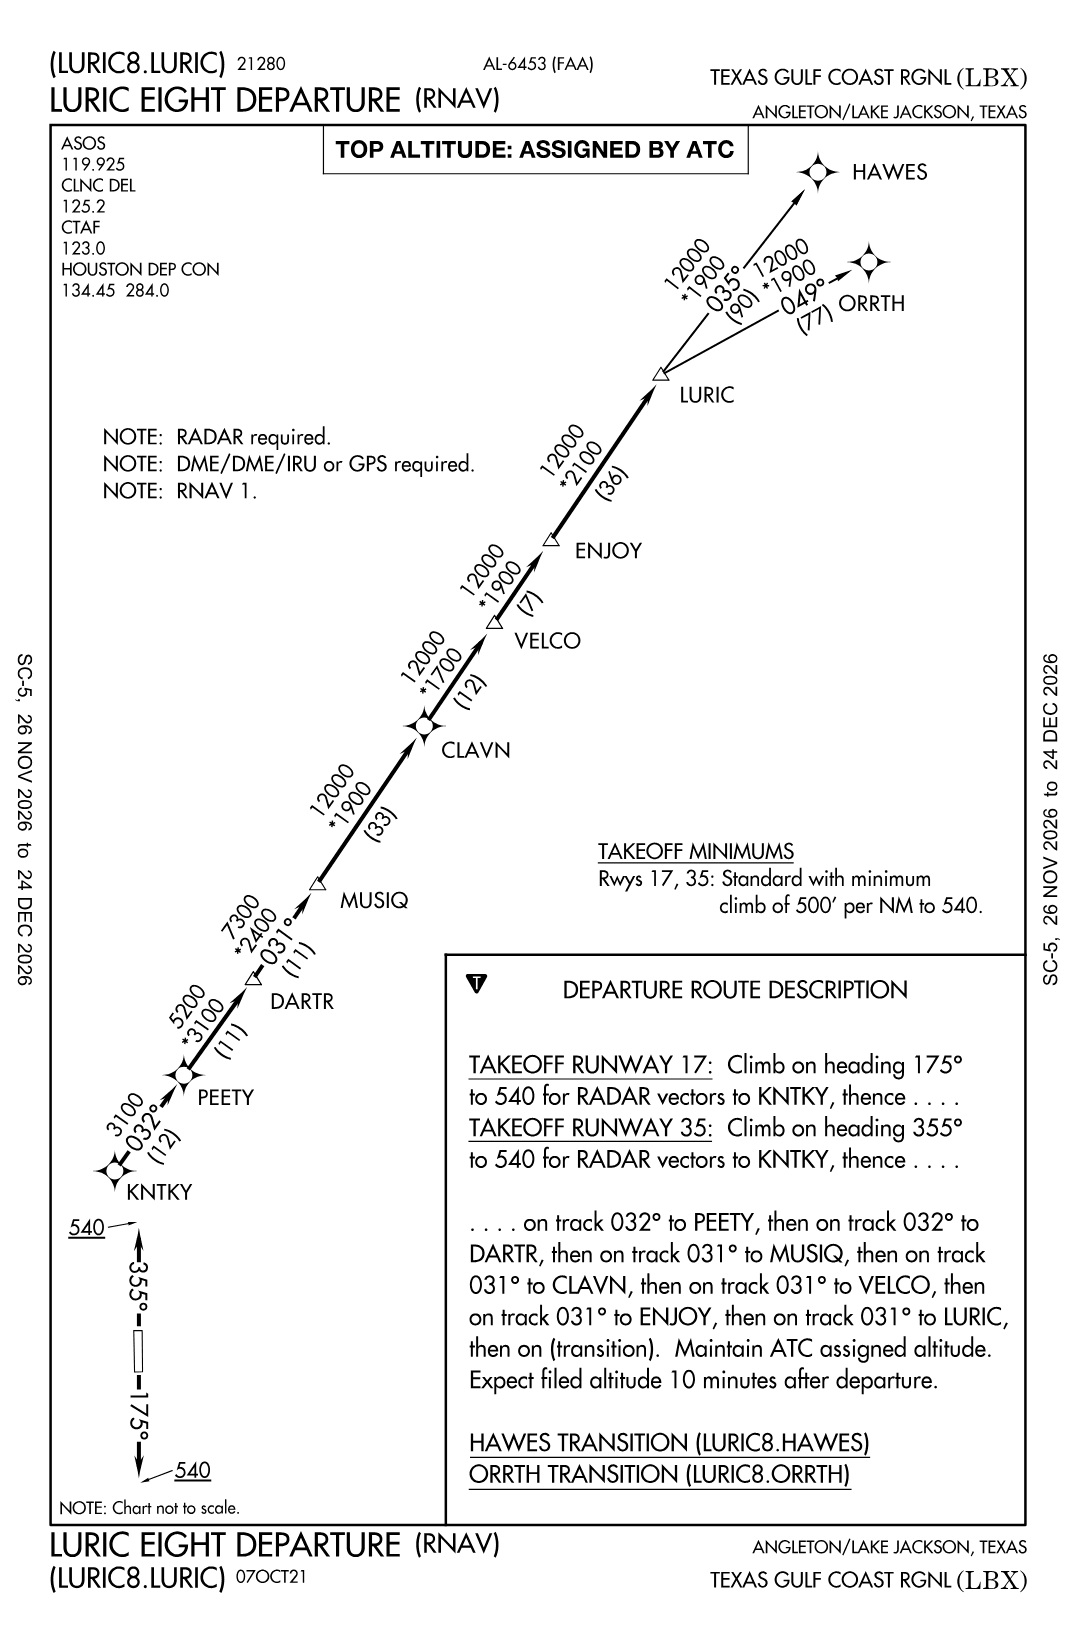 (LURIC8.LURIC) 21280
AL-6453 (FAA)
TEXAS GULF COAST RGNL (LBX)
LURIC EIGHT DEPARTURE (RNAV)
ANGLETON/LAKE JACKSON, TEXAS
ASOS
119.925
CLNC DEL
125.2
CTAF
123.0
HOUSTON DEP CON
134.45 284.0
TOP ALTITUDE: ASSIGNED BY ATC
HAWES
12000
*1900
035°
(90)
12000
*1900
049°
(77)
ORRTH
LURIC
NOTE: RADAR required.
NOTE: DME/DME/IRU or GPS required.
NOTE: RNAV 1.
12000
*2100
(36)
ENJOY
12000
*1900
(7)
VELCO
12000
*1700
(12)
CLAVN
12000
*1900
(33)
MUSIQ
7300
*2400
031°
(11)
DARTR
5200
*3100
(11)
PEETY
3100
032°
(12)
KNTKY
540
355°
175°
540
NOTE: Chart not to scale.
TAKEOFF MINIMUMS
Rwys 17, 35: Standard with minimum
climb of 500′ per NM to 540.
T
DEPARTURE ROUTE DESCRIPTION
TAKEOFF RUNWAY 17: Climb on heading 175°
to 540 for RADAR vectors to KNTKY, thence . . . .
TAKEOFF RUNWAY 35: Climb on heading 355°
to 540 for RADAR vectors to KNTKY, thence . . . .
. . . . on track 032° to PEETY, then on track 032° to
DARTR, then on track 031° to MUSIQ, then on track
031° to CLAVN, then on track 031° to VELCO, then
on track 031° to ENJOY, then on track 031° to LURIC,
then on (transition). Maintain ATC assigned altitude.
Expect filed altitude 10 minutes after departure.
HAWES TRANSITION (LURIC8.HAWES)
ORRTH TRANSITION (LURIC8.ORRTH)
SC-5, 26 NOV 2026 to 24 DEC 2026
SC-5, 26 NOV 2026 to 24 DEC 2026
LURIC EIGHT DEPARTURE (RNAV)
ANGLETON/LAKE JACKSON, TEXAS
(LURIC8.LURIC) 07OCT21
TEXAS GULF COAST RGNL (LBX)